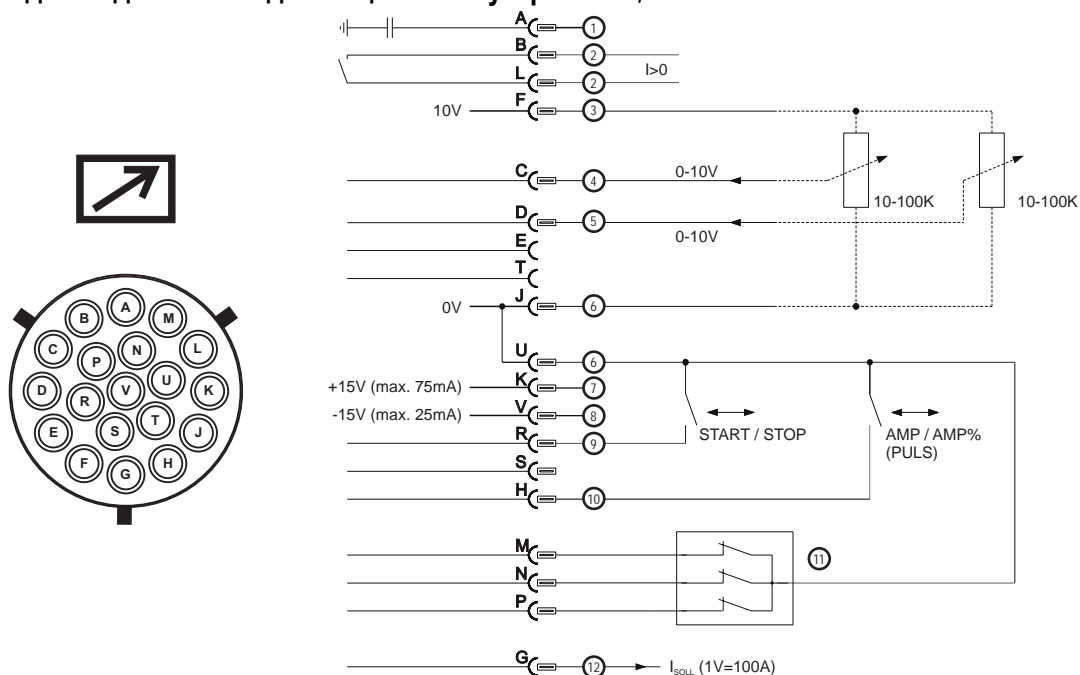 A 1
B 2
L 2
I>0
10V F 3
C 4 0-10V
10-100K 10-100K
D 5
0-10V
E
T
0V J 6
U 6
+15V (max. 75mA) K 7
-15V (max. 25mA) V 8
START / STOP AMP / AMP%
(PULS)
R 9
S
H 10
M 11
N
P
G 12 ISOLL (1V=100A)
A
B M
C N L
P
D V U K
R
E S T J
F H
G